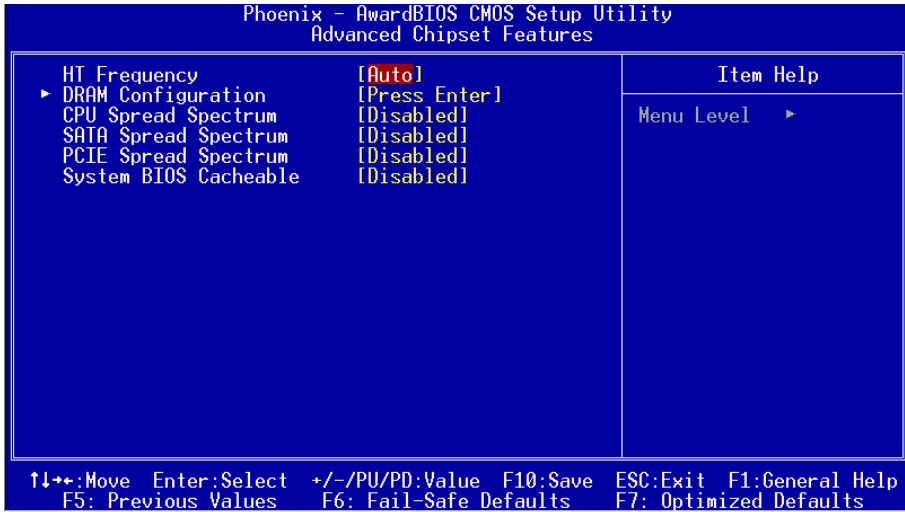 Phoenix - AwardBIOS CMOS Setup Utility
Advanced Chipset Features
HT Frequency [Auto]
► DRAM Configuration [Press Enter]
CPU Spread Spectrum [Disabled]
SATA Spread Spectrum [Disabled]
PCIE Spread Spectrum [Disabled]
System BIOS Cacheable [Disabled]
Item Help
Menu Level ►
↑↓→←:Move Enter:Select +/-/PU/PD:Value F10:Save ESC:Exit F1:General Help
F5: Previous Values F6: Fail-Safe Defaults F7: Optimized Defaults